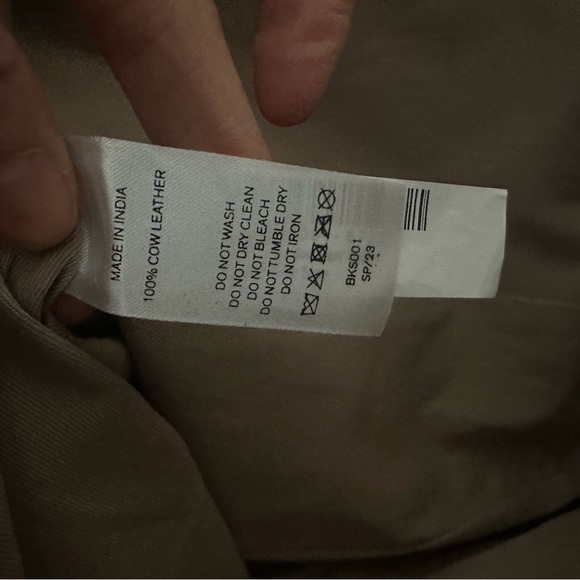 MADE IN INDIA
100% COW LEATHER
DO NOT WASH
DO NOT DRY CLEAN
DO NOT BLEACH
DO NOT TUMBLE DRY
DO NOT IRON
BKS001
SP/23